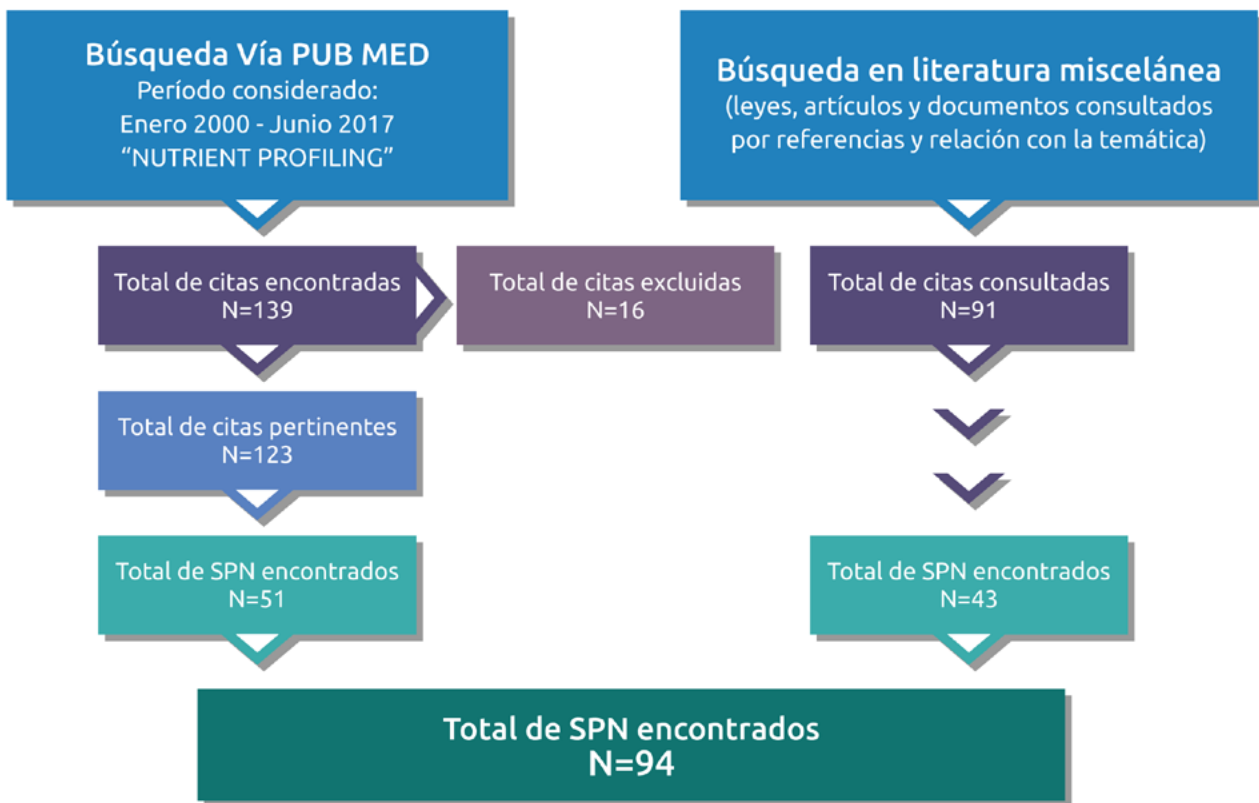 Búsqueda Vía PUB MED
Período considerado:
Enero 2000 - Junio 2017
“NUTRIENT PROFILING”
Búsqueda en literatura miscelánea
(leyes, artículos y documentos consultados
por referencias y relación con la temática)
Total de citas encontradas
N=139
Total de citas excluidas
N=16
Total de citas consultadas
N=91
Total de citas pertinentes
N=123
Total de SPN encontrados
N=51
Total de SPN encontrados
N=43
Total de SPN encontrados
N=94